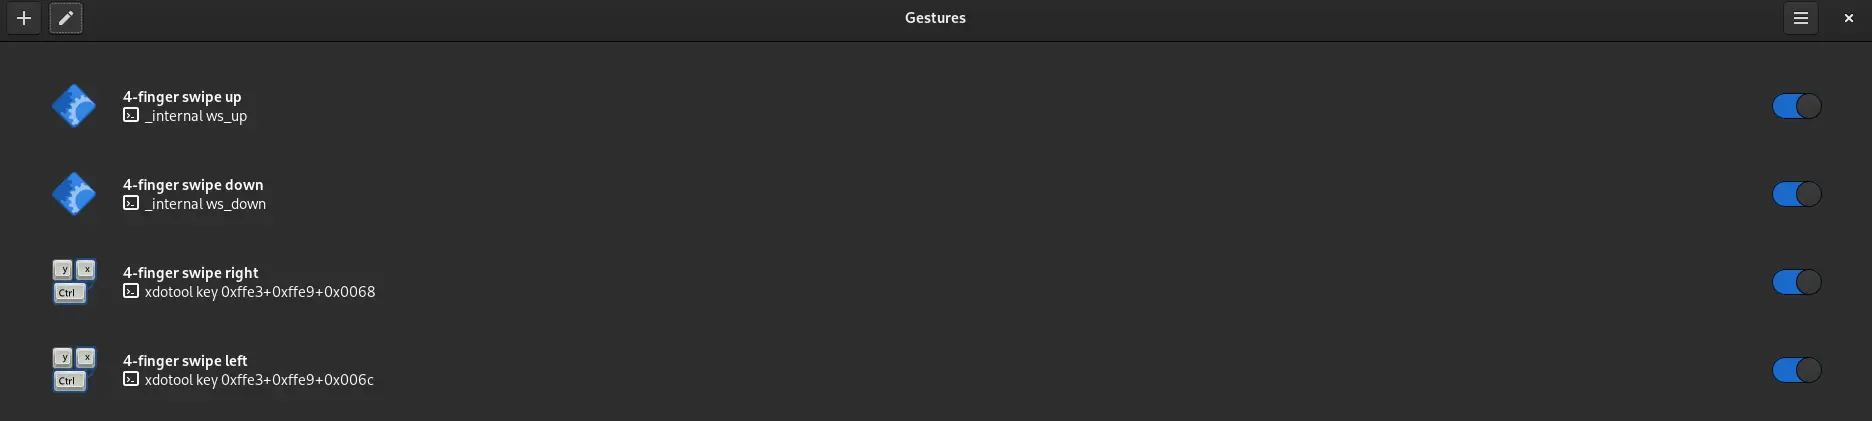 Gestures
4-finger swipe up
_internal ws_up
4-finger swipe down
_internal ws_down
y x
Ctrl
4-finger swipe right
xdotool key 0xffe3+0xffe9+0x0068
y x
Ctrl
4-finger swipe left
xdotool key 0xffe3+0xffe9+0x006c